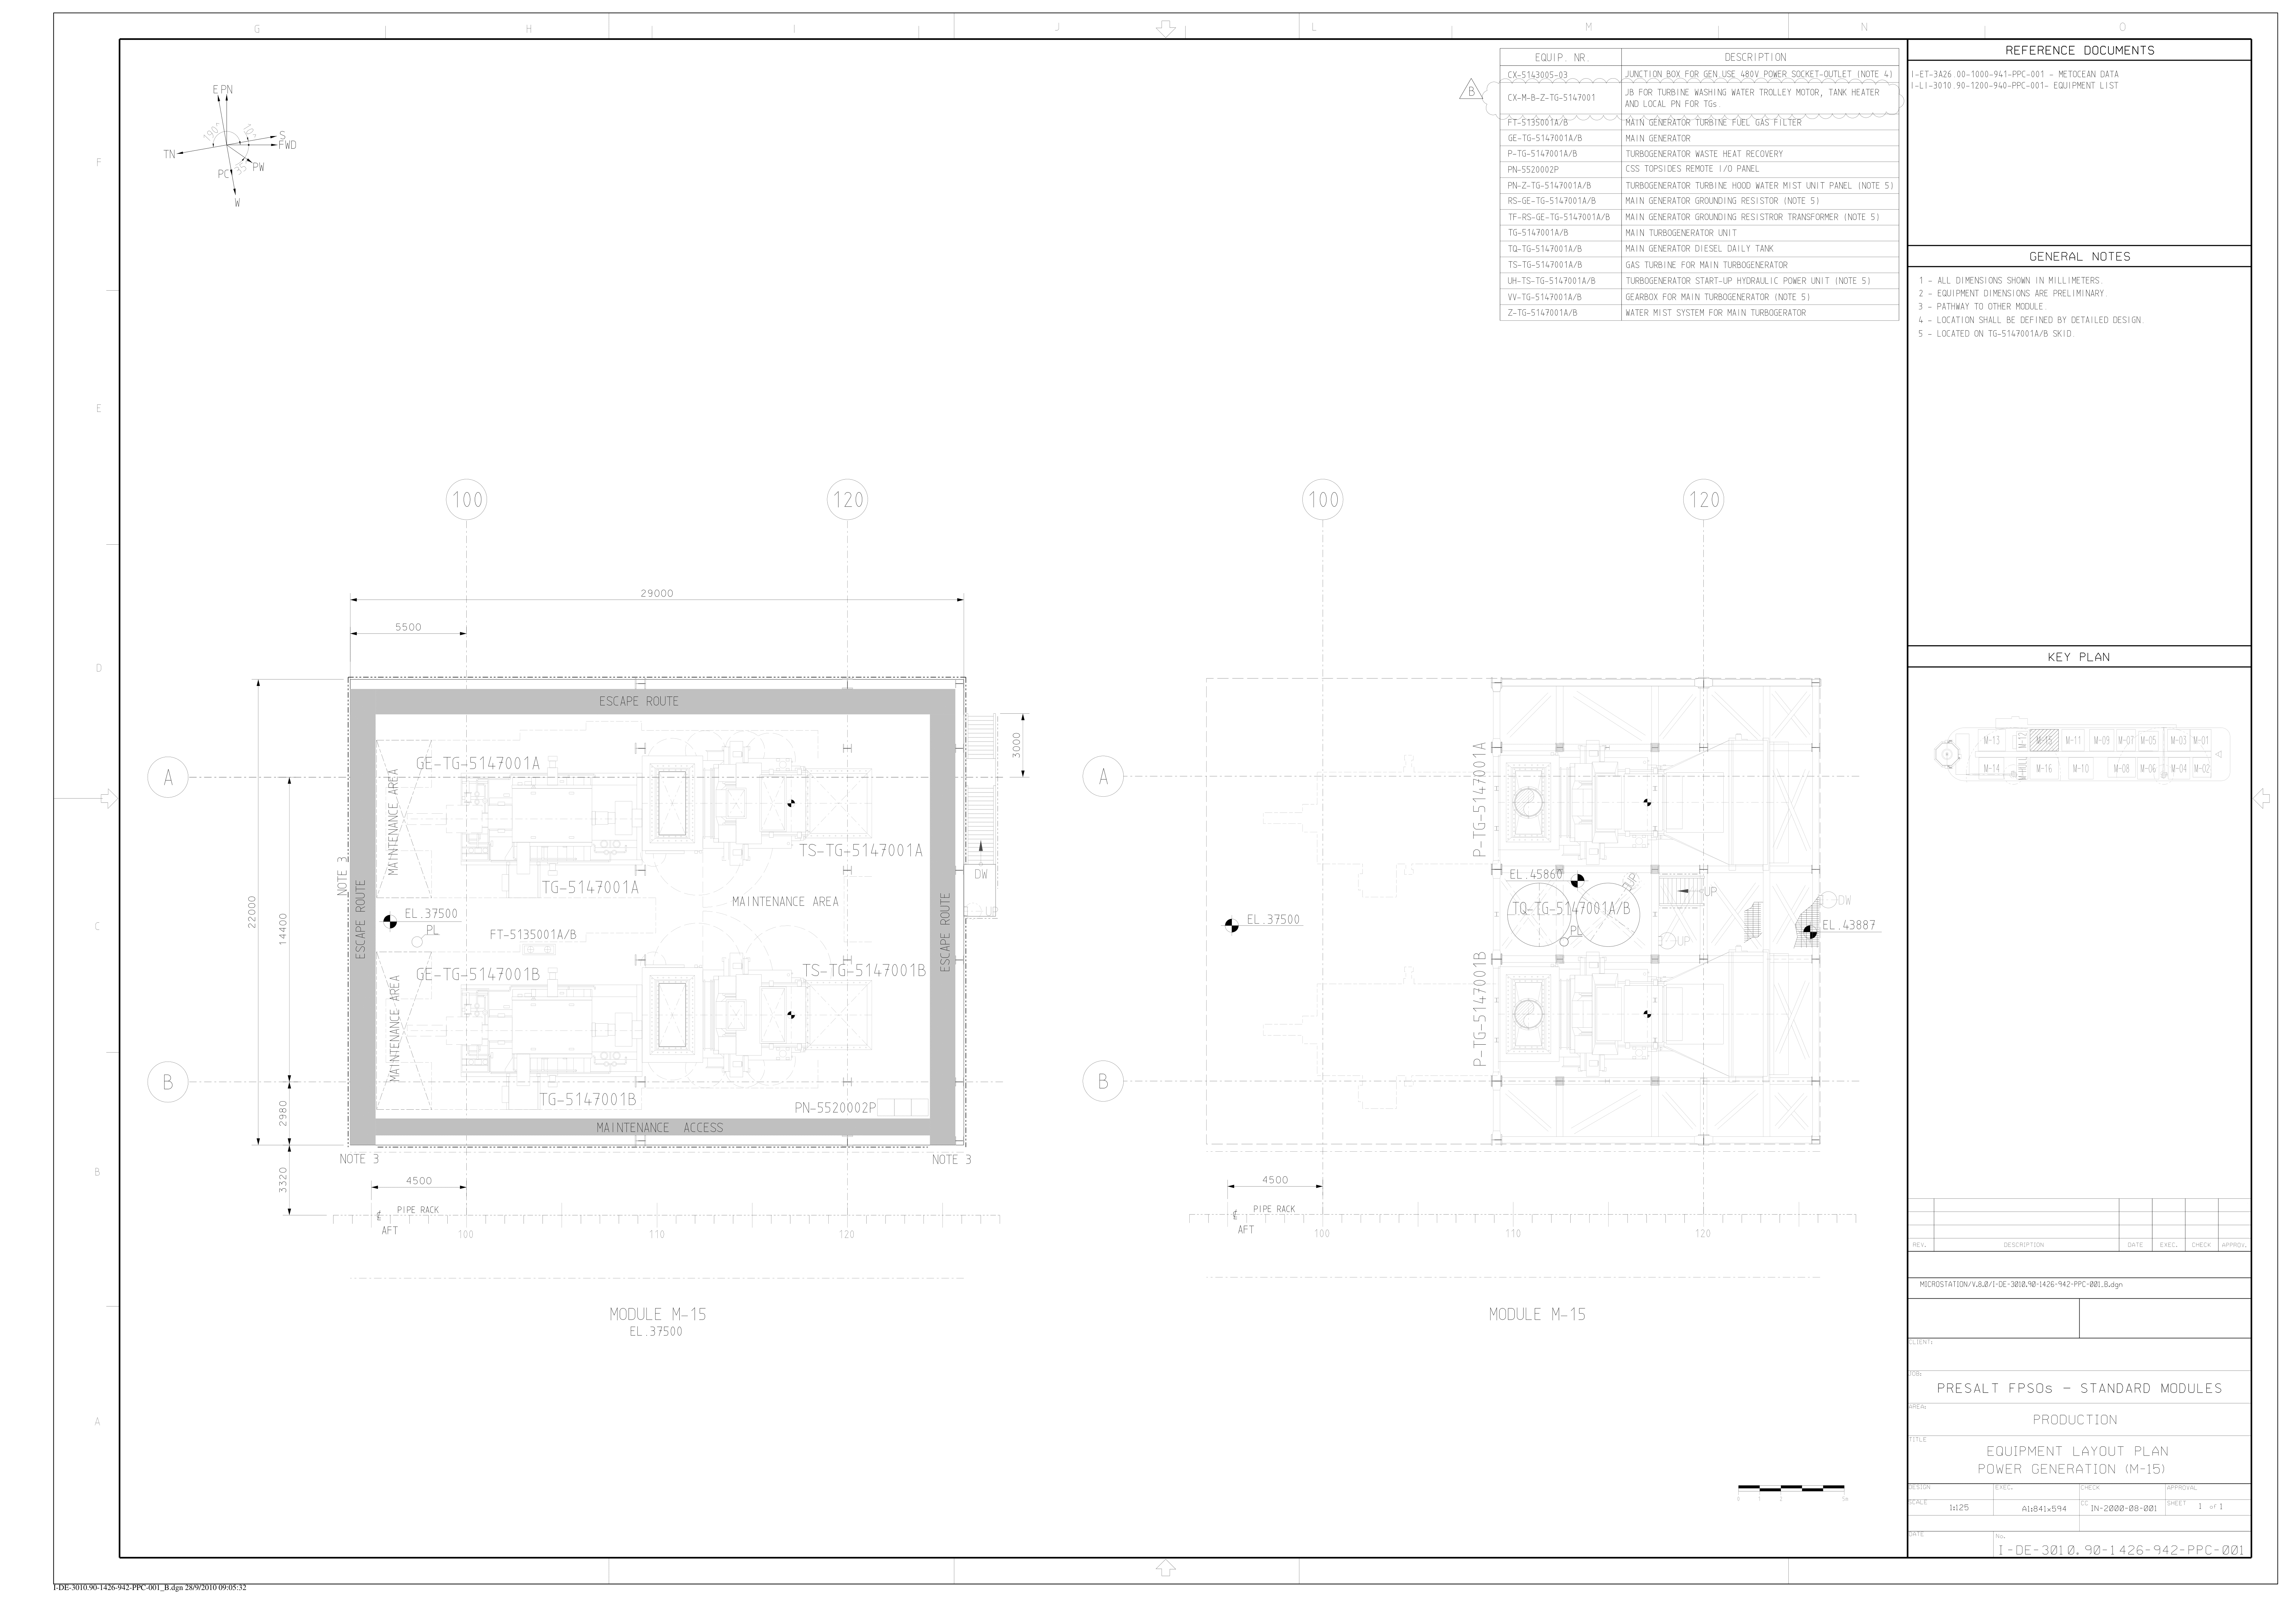 G H I J L M N O
F
E
D
C
B
A
E PN
TN
S
FWD
PW
PC
W
190°
10°
35°
EQUIP. NR. DESCRIPTION
CX-5143005-03 JUNCTION BOX FOR GEN.USE 480V POWER SOCKET-OUTLET (NOTE 4)
B
CX-M-B-Z-TG-5147001 JB FOR TURBINE WASHING WATER TROLLEY MOTOR, TANK HEATER
AND LOCAL PN FOR TGs.
FT-5135001A/B MAIN GENERATOR TURBINE FUEL GAS FILTER
GE-TG-5147001A/B MAIN GENERATOR
P-TG-5147001A/B TURBOGENERATOR WASTE HEAT RECOVERY
PN-5520002P CSS TOPSIDES REMOTE I/O PANEL
PN-Z-TG-5147001A/B TURBOGENERATOR TURBINE HOOD WATER MIST UNIT PANEL (NOTE 5)
RS-GE-TG-5147001A/B MAIN GENERATOR GROUNDING RESISTOR (NOTE 5)
TF-RS-GE-TG-5147001A/B MAIN GENERATOR GROUNDING RESISTROR TRANSFORMER (NOTE 5)
TG-5147001A/B MAIN TURBOGENERATOR UNIT
TQ-TG-5147001A/B MAIN GENERATOR DIESEL DAILY TANK
TS-TG-5147001A/B GAS TURBINE FOR MAIN TURBOGENERATOR
UH-TS-TG-5147001A/B TURBOGENERATOR START-UP HYDRAULIC POWER UNIT (NOTE 5)
VV-TG-5147001A/B GEARBOX FOR MAIN TURBOGENERATOR (NOTE 5)
Z-TG-5147001A/B WATER MIST SYSTEM FOR MAIN TURBOGERATOR
REFERENCE DOCUMENTS
I-ET-3A26.00-1000-941-PPC-001 - METOCEAN DATA
I-LI-3010.90-1200-940-PPC-001- EQUIPMENT LIST
GENERAL NOTES
1 - ALL DIMENSIONS SHOWN IN MILLIMETERS.
2 - EQUIPMENT DIMENSIONS ARE PRELIMINARY
3 - PATHWAY TO OTHER MODULE.
4 - LOCATION SHALL BE DEFINED BY DETAILED DESIGN.
5 - LOCATED ON TG-5147001A/B SKID.
KEY PLAN
M-13 M-12 M-15 M-11 M-09 M-07 M-05 M-03 M-01
M-14 M-HULL M-16 M-10 M-08 M-06 M-04 M-02
100 120
29000
5500
ESCAPE ROUTE
3000
A
GE-TG-5147001A
MAINTENANCE AREA
TS-TG-5147001A
NOTE 3
DW
TG-5147001A
22000
14400
ESCAPE ROUTE
MAINTENANCE AREA
ESCAPE ROUTE
UP
EL.37500
PL
FT-5135001A/B
GE-TG-5147001B
TS-TG-5147001B
MAINTENANCE AREA
B
TG-5147001B
PN-5520002P
2980
MAINTENANCE ACCESS
NOTE 3 NOTE 3
3320
4500
PIPE RACK
AFT
100 110 120
MODULE M-15
EL.37500
100 120
A
P-TG-5147001A
EL.45860
UP
UP
DW
TQ-TG-5147001A/B
EL.37500
PL
UP
EL.43887
P-TG-5147001B
B
4500
PIPE RACK
AFT
100 110 120
MODULE M-15
REV. DESCRIPTION DATE EXEC. CHECK APPROV.
MICROSTATION/V.8.0/I-DE-3010.90-1426-942-PPC-001.B.dgn
CLIENT:
JOB:
PRESALT FPSOs - STANDARD MODULES
AREA:
PRODUCTION
TITLE
EQUIPMENT LAYOUT PLAN
POWER GENERATION (M-15)
DESIGN EXEC. CHECK APPROVAL
SCALE 1:125 A1:841x594 CC IN-2000-08-001 SHEET 1 of 1
DATE No.
I-DE-3010.90-1426-942-PPC-001
I-DE-3010.90-1426-942-PPC-001_B.dgn 28/9/2010 09:05:32